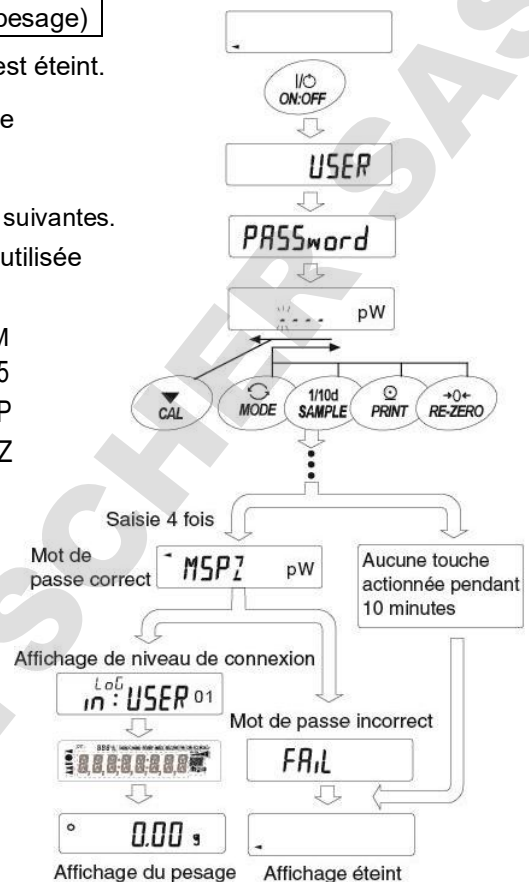 pesage)
est éteint.
e
suivantes.
utilisée
M
5
P
Z
I/⏻
ON:OFF
USER
PASSword
- - - - pW
CAL
MODE
1/10d
SAMPLE
PRINT
→0←
RE-ZERO
Saisie 4 fois
Mot de
passe correct
MSPZ pW
Aucune touche
actionnée pendant
10 minutes
Affichage de niveau de connexion
LoG
in:USER 01
Mot de passe incorrect
FAiL
0.00 g
Affichage du pesage
Affichage éteint